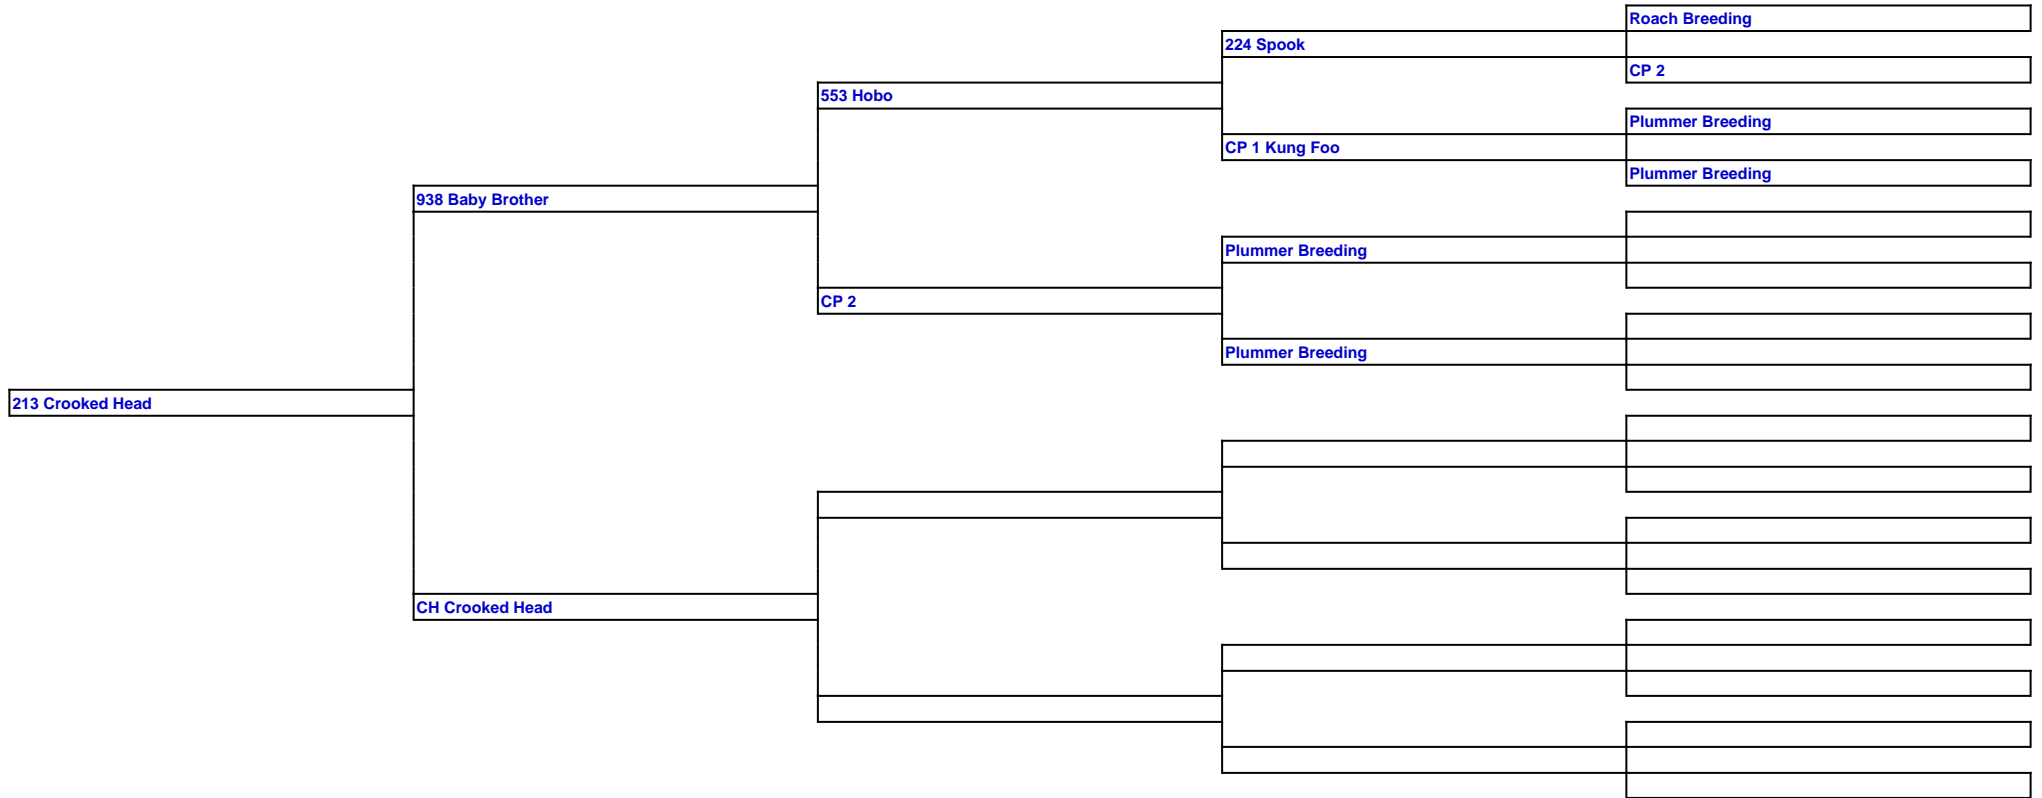 Roach Breeding
224 Spook
CP 2
553 Hobo
Plummer Breeding
CP 1 Kung Foo
Plummer Breeding
938 Baby Brother
Plummer Breeding
CP 2
Plummer Breeding
213 Crooked Head
CH Crooked Head